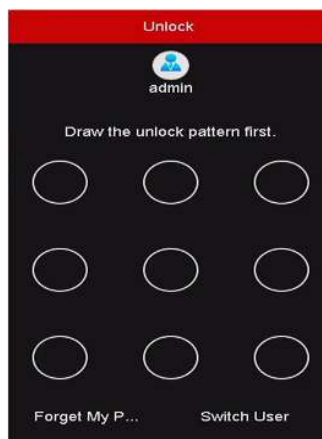 Unlock
admin
Draw the unlock pattern first.
Forget My P...
Switch User